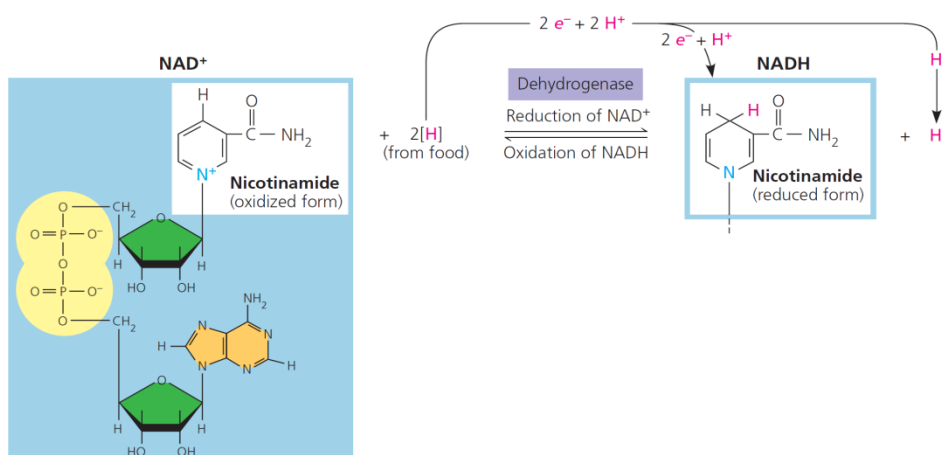 2 e⁻ + 2 H⁺
2 e⁻ + H⁺
H
NAD⁺
Dehydrogenase
NADH
H
O
C
NH₂
N⁺
Nicotinamide
(oxidized form)
+ 2[H]
(from food)
Reduction of NAD⁺
Oxidation of NADH
H H
O
C
NH₂
N
Nicotinamide
(reduced form)
+ H
O
CH₂
O
O=P—O⁻
O
H
H
HO
OH
O=P—O⁻
O
CH₂
NH₂
N
N
H
N
N
H
O
H
H
HO
OH